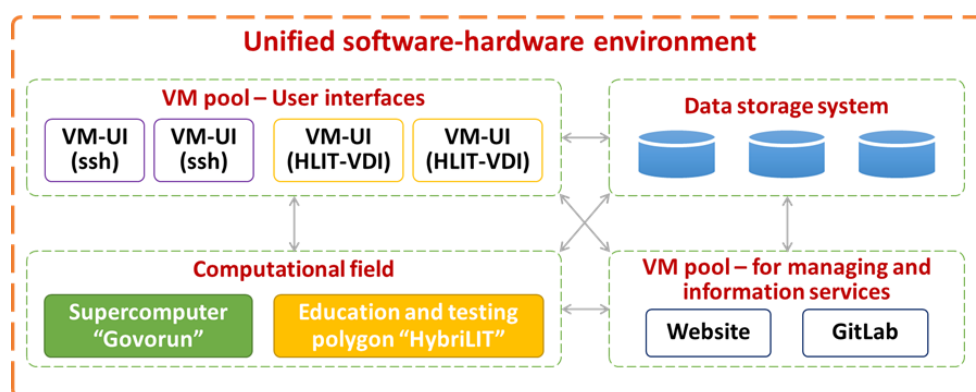 Unified software-hardware environment
VM pool – User interfaces
VM-UI
(ssh)
VM-UI
(ssh)
VM-UI
(HLIT-VDI)
VM-UI
(HLIT-VDI)
Data storage system
Computational field
Supercomputer
“Govorun”
Education and testing
polygon “HybriLIT”
VM pool – for managing and
information services
Website
GitLab